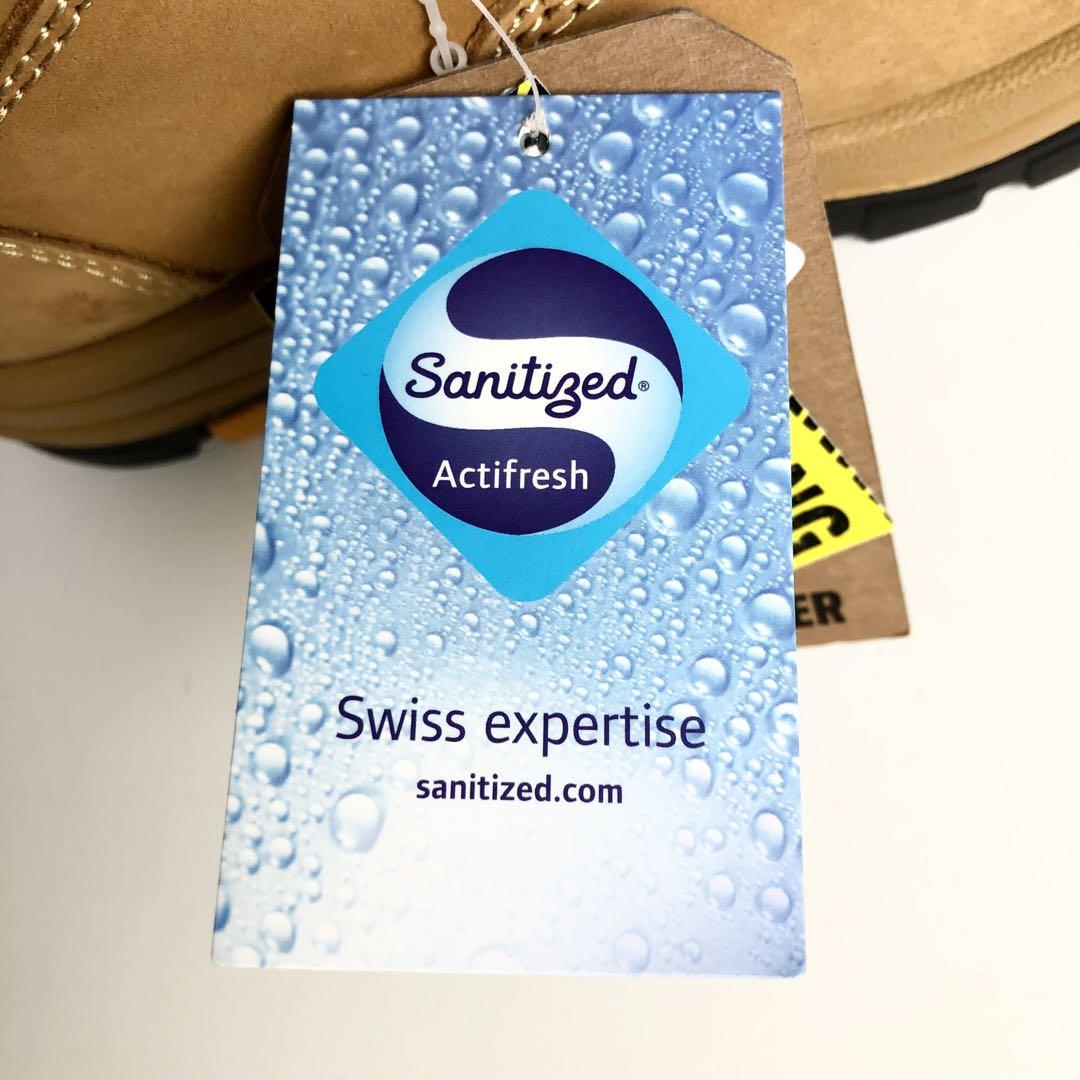 Sanitized®
Actifresh
Swiss expertise
sanitized.com
ER